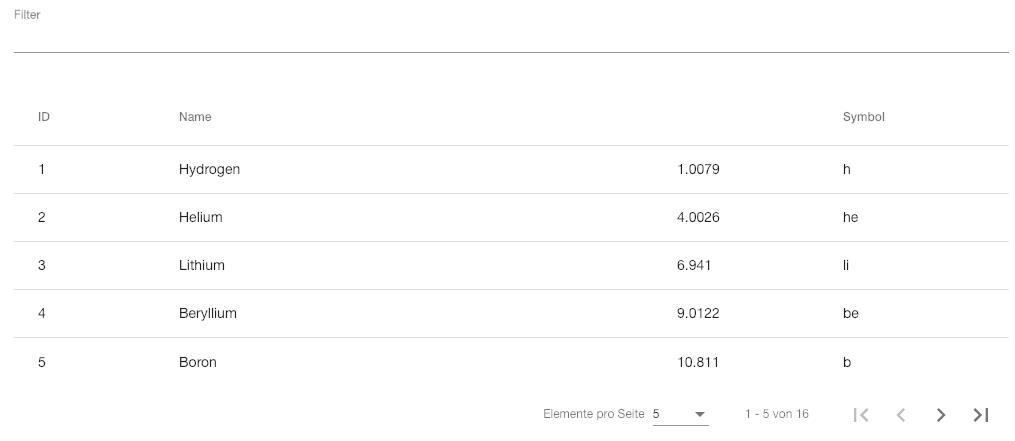 Filter
ID Name Symbol
1 Hydrogen 1.0079 h
2 Helium 4.0026 he
3 Lithium 6.941 li
4 Beryllium 9.0122 be
5 Boron 10.811 b
Elemente pro Seite 5 1 - 5 von 16